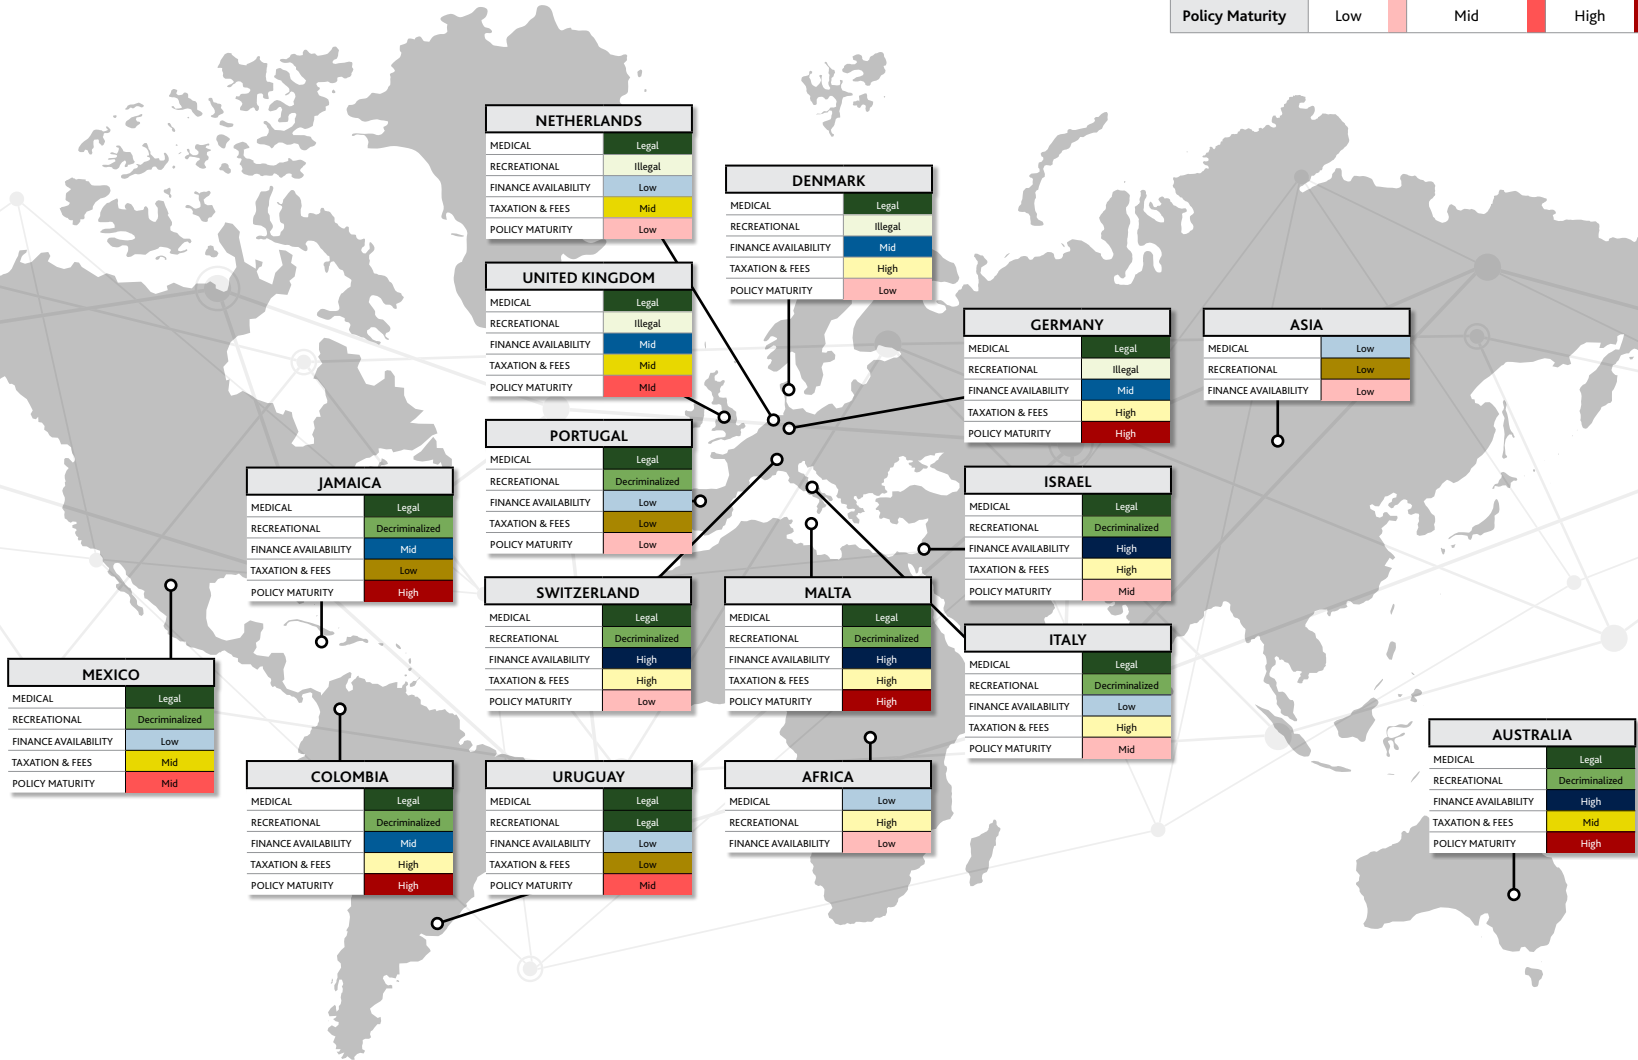 Policy Maturity Low Mid High
NETHERLANDS
MEDICAL Legal
RECREATIONAL Illegal
FINANCE AVAILABILITY Low
TAXATION & FEES Mid
POLICY MATURITY Low
DENMARK
MEDICAL Legal
RECREATIONAL Illegal
FINANCE AVAILABILITY Mid
TAXATION & FEES High
POLICY MATURITY Low
UNITED KINGDOM
MEDICAL Legal
RECREATIONAL Illegal
FINANCE AVAILABILITY Mid
TAXATION & FEES Mid
POLICY MATURITY MId
GERMANY
MEDICAL Legal
RECREATIONAL Illegal
FINANCE AVAILABILITY Mid
TAXATION & FEES High
POLICY MATURITY High
ASIA
MEDICAL Low
RECREATIONAL Low
FINANCE AVAILABILITY Low
PORTUGAL
MEDICAL Legal
RECREATIONAL Decriminalized
FINANCE AVAILABILITY Low
TAXATION & FEES Low
POLICY MATURITY Low
JAMAICA
MEDICAL Legal
RECREATIONAL Decriminalized
FINANCE AVAILABILITY Mid
TAXATION & FEES Low
POLICY MATURITY High
ISRAEL
MEDICAL Legal
RECREATIONAL Decriminalized
FINANCE AVAILABILITY High
TAXATION & FEES High
POLICY MATURITY Mid
SWITZERLAND
MEDICAL Legal
RECREATIONAL Decriminalized
FINANCE AVAILABILITY High
TAXATION & FEES High
POLICY MATURITY Low
MALTA
MEDICAL Legal
RECREATIONAL Decriminalized
FINANCE AVAILABILITY High
TAXATION & FEES High
POLICY MATURITY High
ITALY
MEDICAL Legal
RECREATIONAL Decriminalized
FINANCE AVAILABILITY Low
TAXATION & FEES High
POLICY MATURITY Mid
MEXICO
MEDICAL Legal
RECREATIONAL Decriminalized
FINANCE AVAILABILITY Low
TAXATION & FEES Mid
POLICY MATURITY Mid
AUSTRALIA
MEDICAL Legal
RECREATIONAL Decriminalized
FINANCE AVAILABILITY High
TAXATION & FEES Mid
POLICY MATURITY High
COLOMBIA
MEDICAL Legal
RECREATIONAL Decriminalized
FINANCE AVAILABILITY Mid
TAXATION & FEES High
POLICY MATURITY High
URUGUAY
MEDICAL Legal
RECREATIONAL Legal
FINANCE AVAILABILITY Low
TAXATION & FEES Low
POLICY MATURITY Mid
AFRICA
MEDICAL Low
RECREATIONAL High
FINANCE AVAILABILITY Low